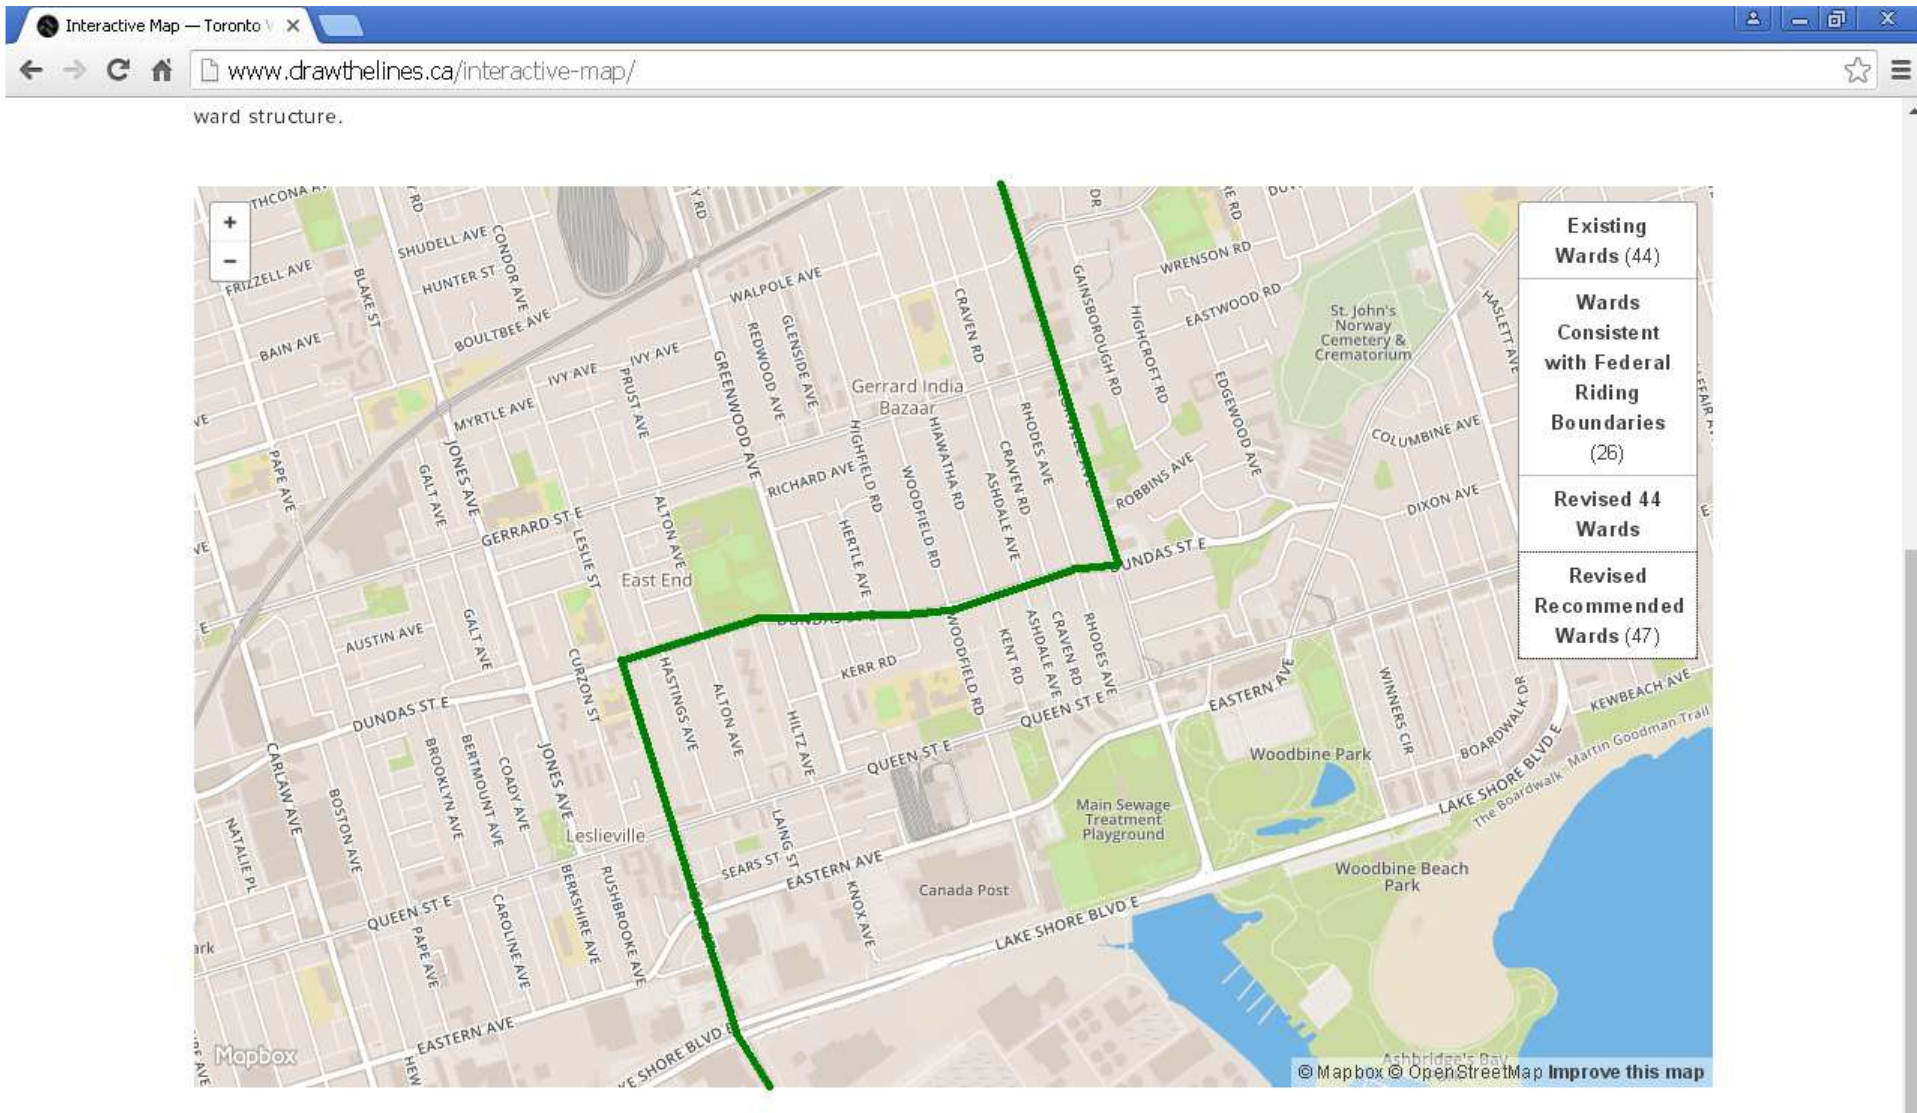 Interactive Map — Toronto
www.drawthelines.ca/interactive-map/
ward structure.
+
−
SHUDELL AVE
CONDOR AVE
HUNTER ST
FRIZZELL AVE
BLAKE ST
BOULTBEE AVE
BAIN AVE
IVY AVE
IVY AVE
MYRTLE AVE
PRUST AVE
PAPE AVE
GALT AVE
JONES AVE
GERRARD ST E
LESLIE ST
ALTON AVE
East End
WALPOLE AVE
REDWOOD AVE
GLENSIDE AVE
GREENWOOD AVE
Gerrard India
Bazaar
CRAVEN RD
RICHARD AVE
HIGHFIELD RD
HIAWATHA RD
WOODFIELD RD
ASHDALE AVE
CRAVEN RD
RHODES AVE
HERTLE AVE
DR
GAINSBOROUGH RD
HIGHCROFT RD
WRENSON RD
EASTWOOD RD
EDGEWOOD AVE
ROBBINS AVE
St. John's
Norway
Cemetery &
Crematorium
COLUMBINE AVE
DIXON AVE
HASLETT AVE
Existing
Wards (44)
Wards
Consistent
with Federal
Riding
Boundaries
(26)
Revised 44
Wards
Revised
Recommended
Wards (47)
DUNDAS ST E
DUNDAS ST E
AUSTIN AVE
GALT AVE
CURZON ST
HASTINGS AVE
ALTON AVE
HILTZ AVE
KERR RD
WOODFIELD RD
KENT RD
ASHDALE AVE
CRAVEN RD
RHODES AVE
QUEEN ST E
QUEEN ST E
EASTERN AVE
DUNDAS ST E
CARLAW AVE
BOSTON AVE
BROOKLYN AVE
BERTMOUNT AVE
COADY AVE
JONES AVE
Leslieville
NATALIE PL
QUEEN ST E
PAPE AVE
CAROLINE AVE
BERKSHIRE AVE
RUSHBROOKE AVE
SEARS ST
LAING ST
EASTERN AVE
KNOX AVE
Canada Post
Main Sewage
Treatment
Playground
Woodbine Park
WINNERS CIR
BOARDWALK DR
KEWBEACH AVE
Martin Goodman Trail
The Boardwalk
LAKE SHORE BLVD E
Woodbine Beach
Park
LAKE SHORE BLVD E
EASTERN AVE
Mapbox
Ashbridge's Bay
© Mapbox © OpenStreetMap Improve this map